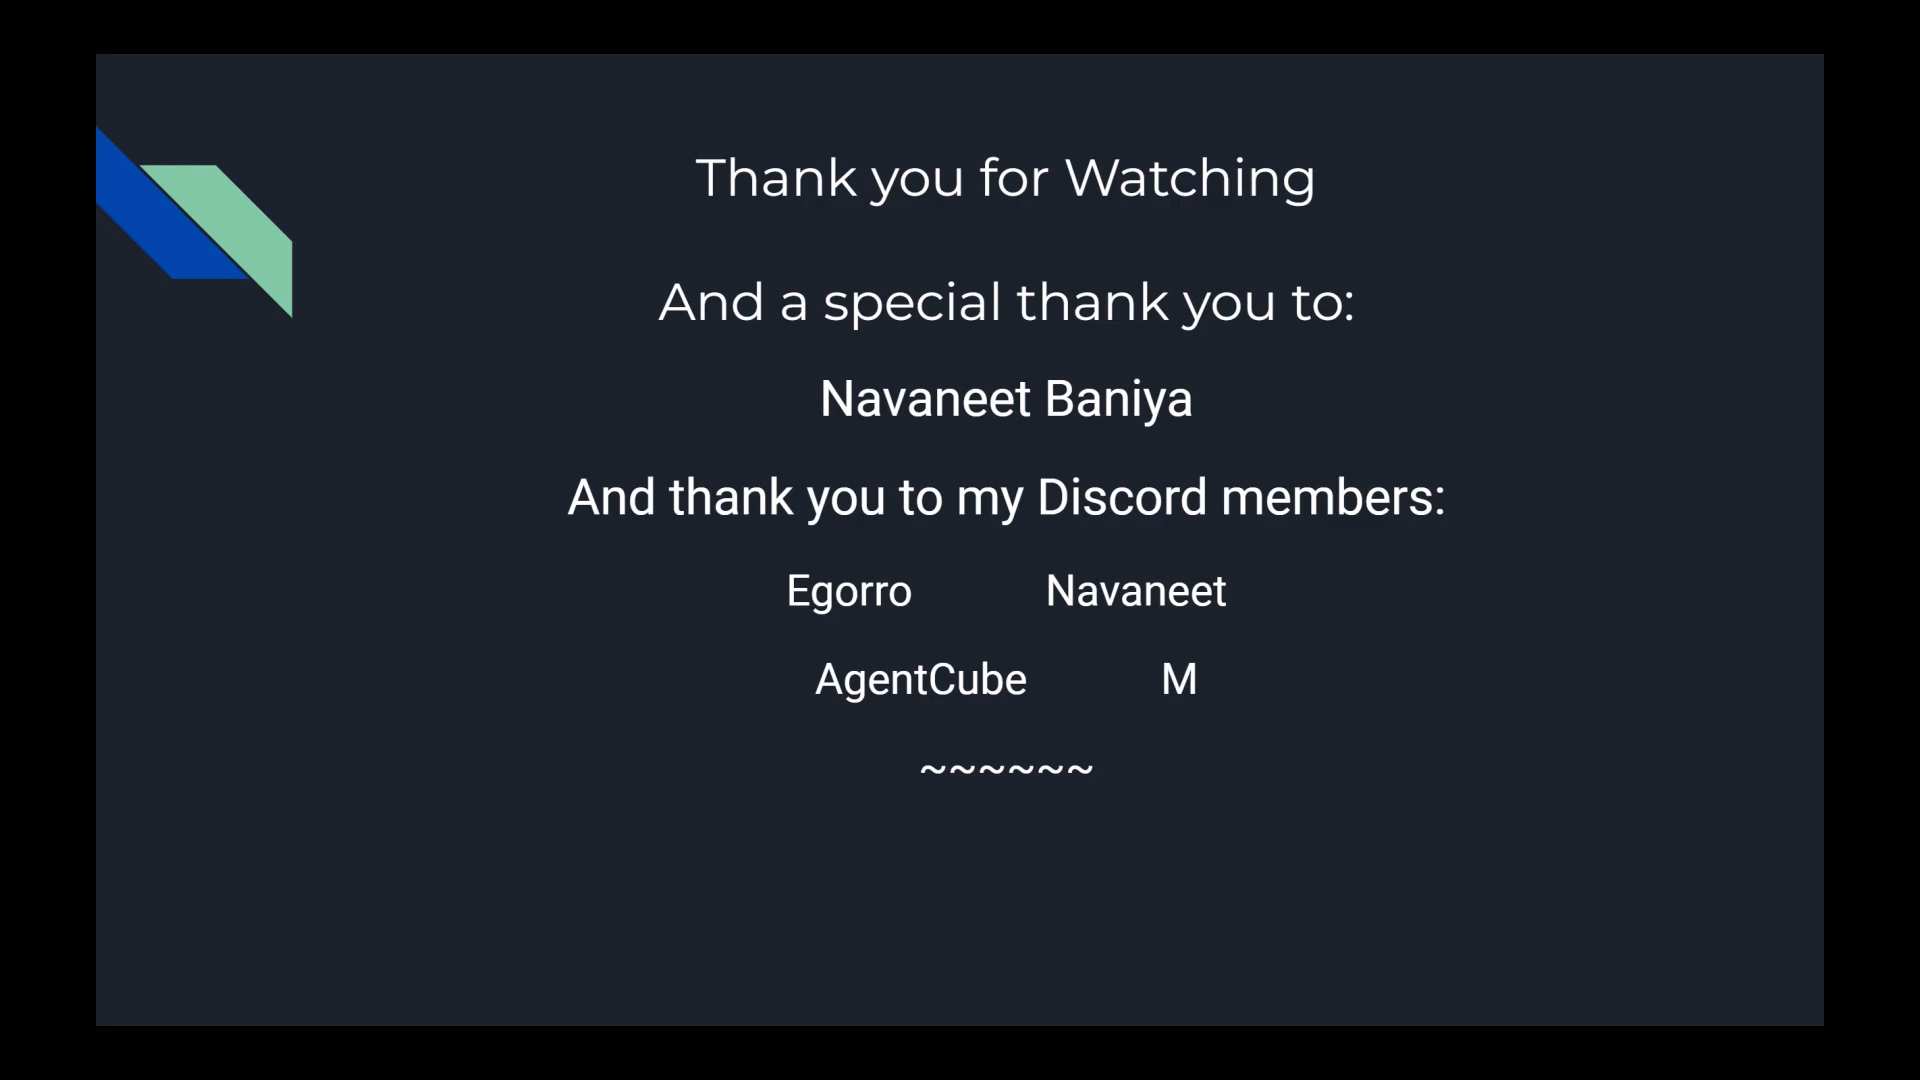 Thank you for Watching
And a special thank you to:
Navaneet Baniya
And thank you to my Discord members:
Egorro Navaneet
AgentCube M
~~~~~~